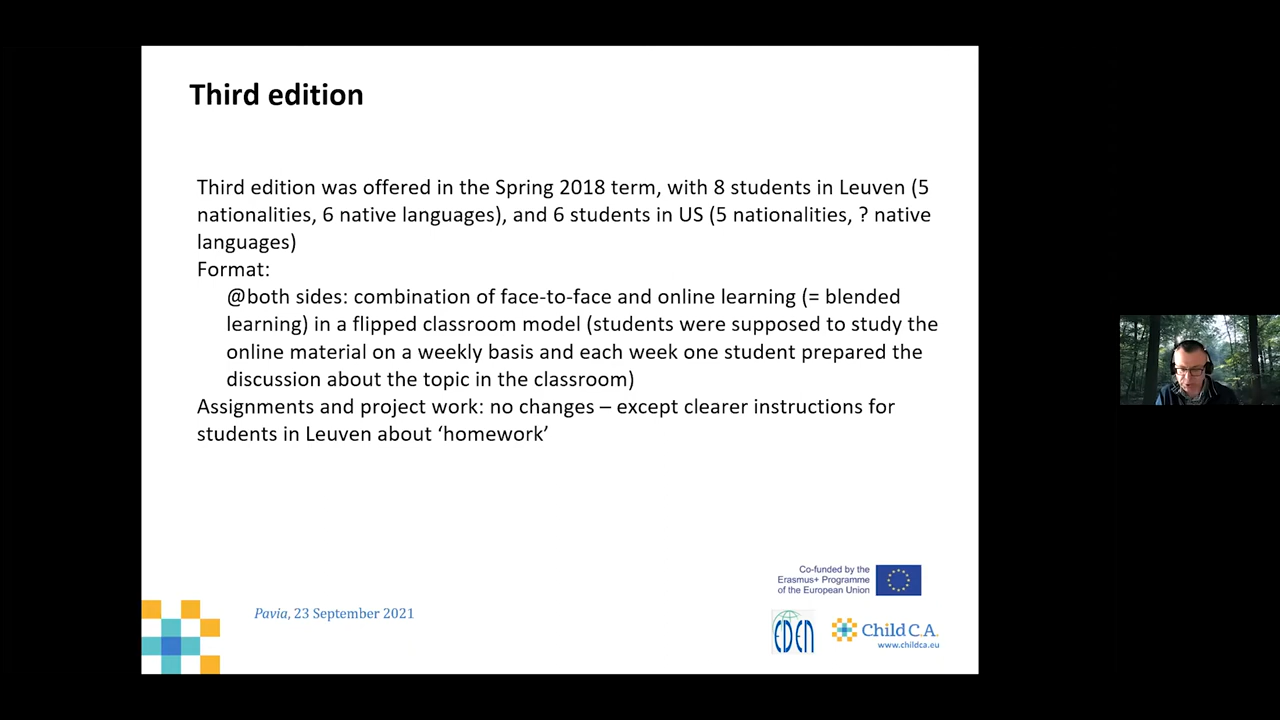 Third edition
Third edition was offered in the Spring 2018 term, with 8 students in Leuven (5
nationalities, 6 native languages), and 6 students in US (5 nationalities, ? native
languages)
Format:
@both sides: combination of face-to-face and online learning (= blended
learning) in a flipped classroom model (students were supposed to study the
online material on a weekly basis and each week one student prepared the
discussion about the topic in the classroom)
Assignments and project work: no changes – except clearer instructions for
students in Leuven about ‘homework’
Co-funded by the
Erasmus+ Programme
of the European Union
Pavia, 23 September 2021
EDEN
Child C.A.
www.childca.eu